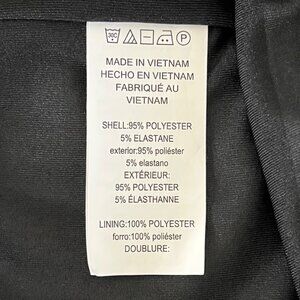 30C P
MADE IN VIETNAM
HECHO EN VIETNAM
FABRIQUÉ AU
VIETNAM
SHELL:95% POLYESTER
5% ELASTANE
exterior:95% poliéster
5% elastano
EXTÉRIEUR:
95% POLYESTER
5% ÉLASTHANNE
LINING:100% POLYESTER
forro:100% poliéster
DOUBLURE: